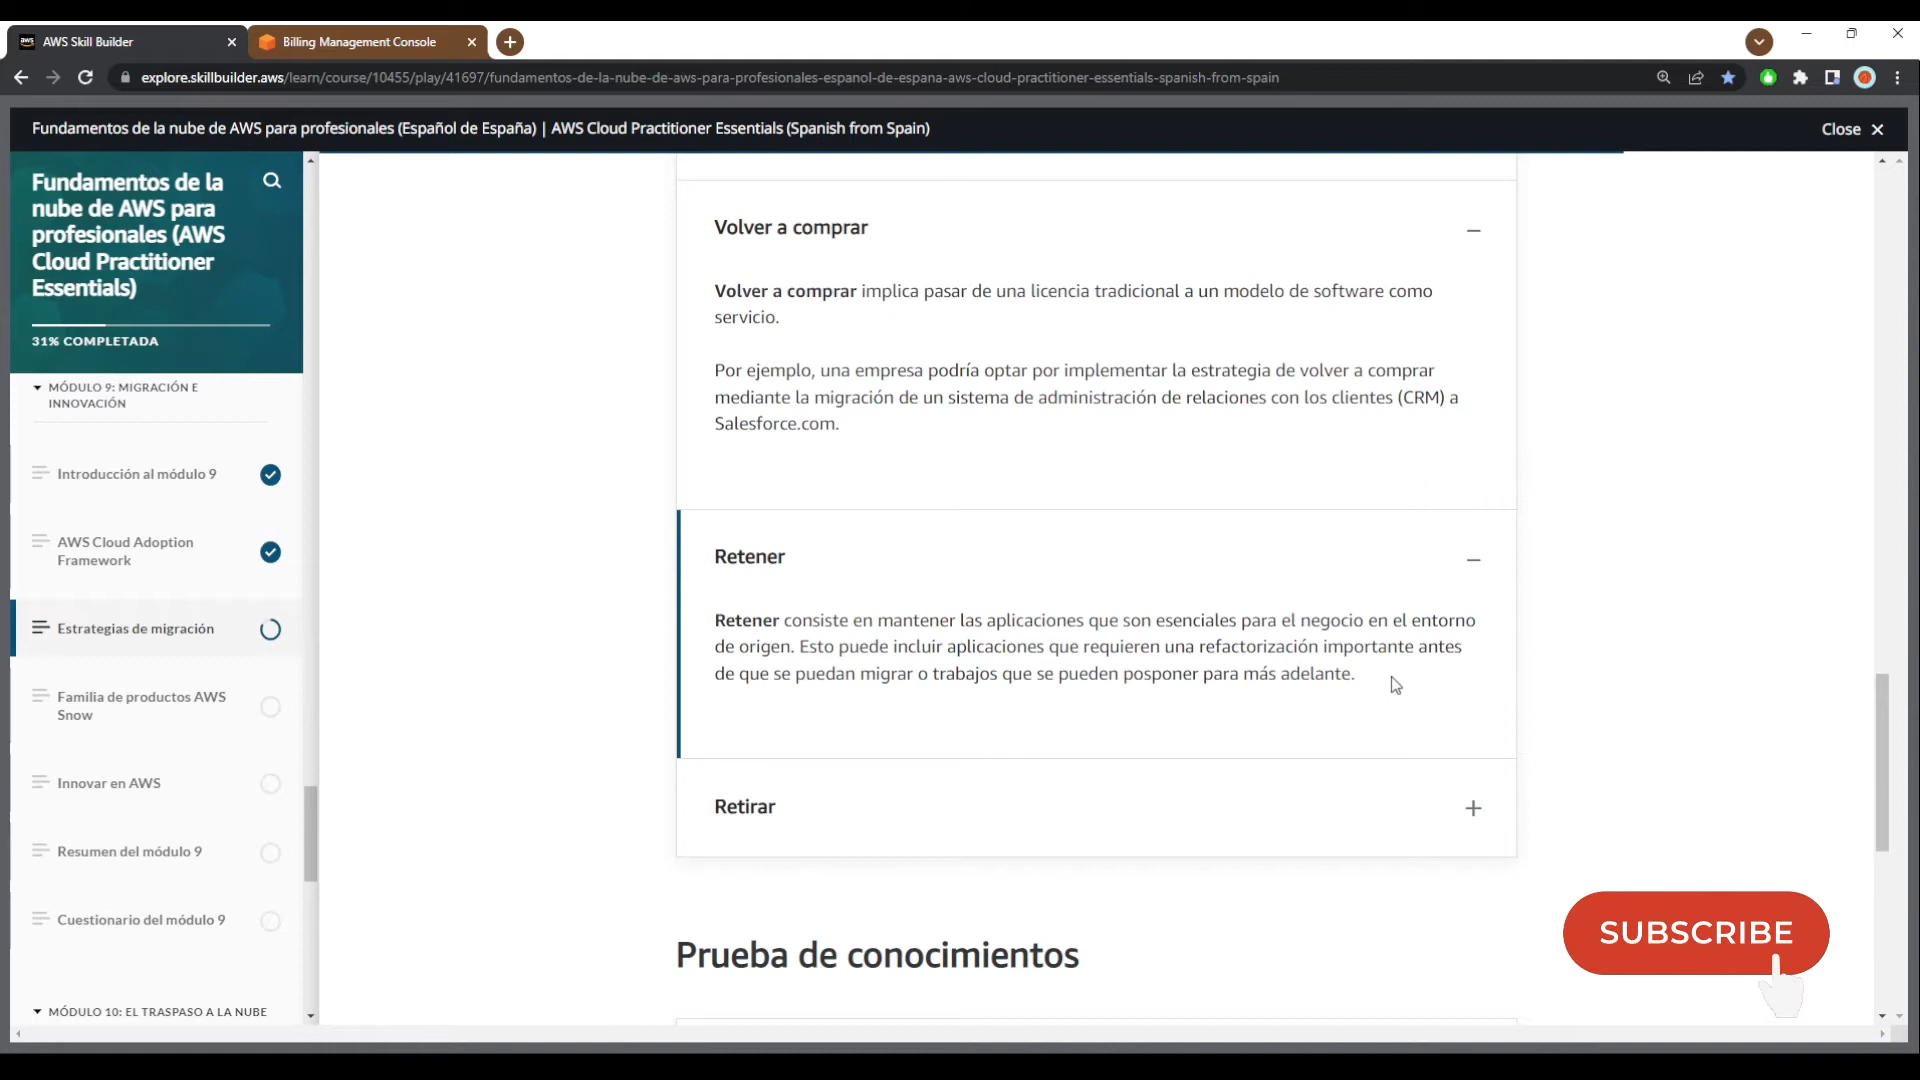 aws AWS Skill Builder
Billing Management Console
explore.skillbuilder.aws/learn/course/10455/play/41697/fundamentos-de-la-nube-de-aws-para-profesionales-espanol-de-espana-aws-cloud-practitioner-essentials-spanish-from-spain
Fundamentos de la nube de AWS para profesionales (Español de España) | AWS Cloud Practitioner Essentials (Spanish from Spain)
Close
Fundamentos de la
nube de AWS para
profesionales (AWS
Cloud Practitioner
Essentials)
31% COMPLETADA
MÓDULO 9: MIGRACIÓN E
INNOVACIÓN
Introducción al módulo 9
AWS Cloud Adoption
Framework
Estrategias de migración
Familia de productos AWS
Snow
Innovar en AWS
Resumen del módulo 9
Cuestionario del módulo 9
MÓDULO 10: EL TRASPASO A LA NUBE
Volver a comprar
Volver a comprar implica pasar de una licencia tradicional a un modelo de software como
servicio.
Por ejemplo, una empresa podría optar por implementar la estrategia de volver a comprar
mediante la migración de un sistema de administración de relaciones con los clientes (CRM) a
Salesforce.com.
Retener
Retener consiste en mantener las aplicaciones que son esenciales para el negocio en el entorno
de origen. Esto puede incluir aplicaciones que requieren una refactorización importante antes
de que se puedan migrar o trabajos que se pueden posponer para más adelante.
Retirar
Prueba de conocimientos
SUBSCRIBE